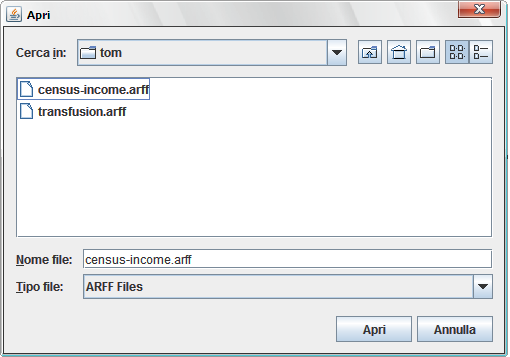 Apri
Cerca in: tom
census-income.arff
transfusion.arff
Nome file: census-income.arff
Tipo file: ARFF Files
Apri Annulla